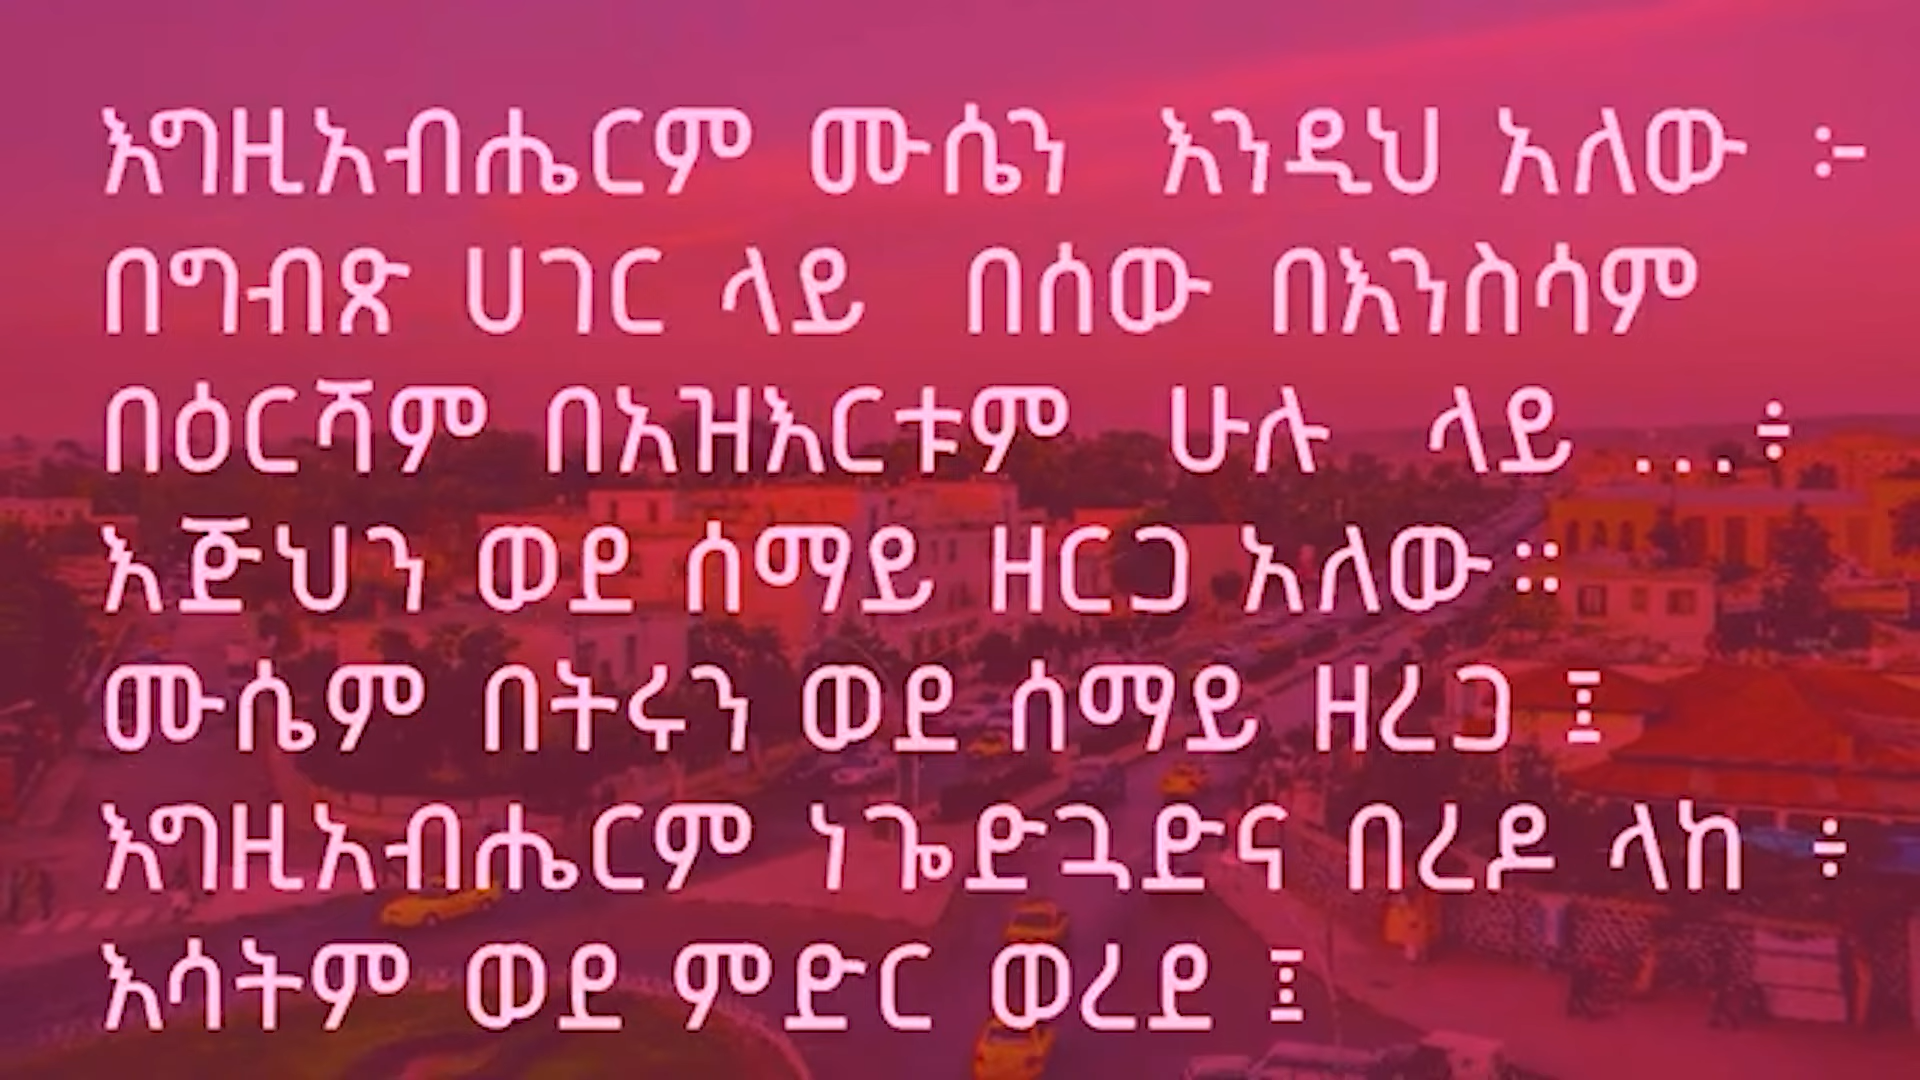 እግዚአብሔርም ሙሴን እንዲህ አለው ፦
በግብጽ ሀገር ላይ በሰው በእንስሳም
በዕርሻም በአዝእርቱም ሁሉ ላይ ...፥
እጅህን ወደ ሰማይ ዘርጋ አለው።
ሙሴም በትሩን ወደ ሰማይ ዘረጋ ፤
እግዚአብሔርም ነጐድጓድና በረዶ ላከ ፥
እሳትም ወደ ምድር ወረደ ፤